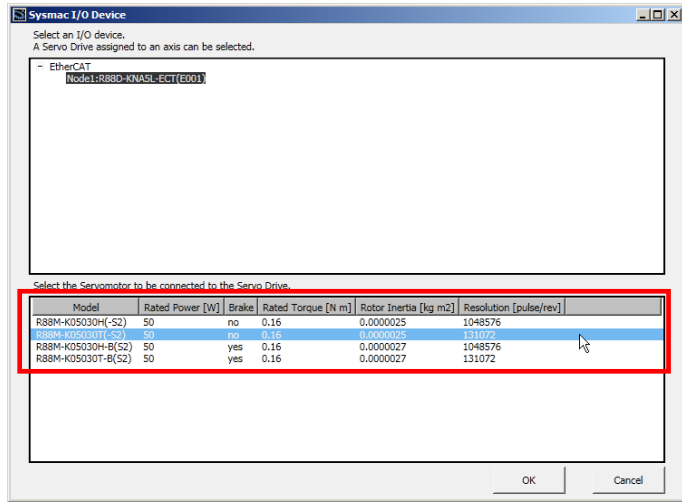 Sysmac I/O Device
Select an I/O device.
A Servo Drive assigned to an axis can be selected.
- EtherCAT
Node1:R88D-KNA5L-ECT(E001)
Select the Servomotor to be connected to the Servo Drive.
Model Rated Power [W] Brake Rated Torque [N m] Rotor Inertia [kg m2] Resolution [pulse/rev]
R88M-K05030H(-S2) 50 no 0.16 0.0000025 1048576
R88M-K05030T(-S2) 50 no 0.16 0.0000025 131072
R88M-K05030H-B(S2) 50 yes 0.16 0.0000027 1048576
R88M-K05030T-B(S2) 50 yes 0.16 0.0000027 131072
OK Cancel